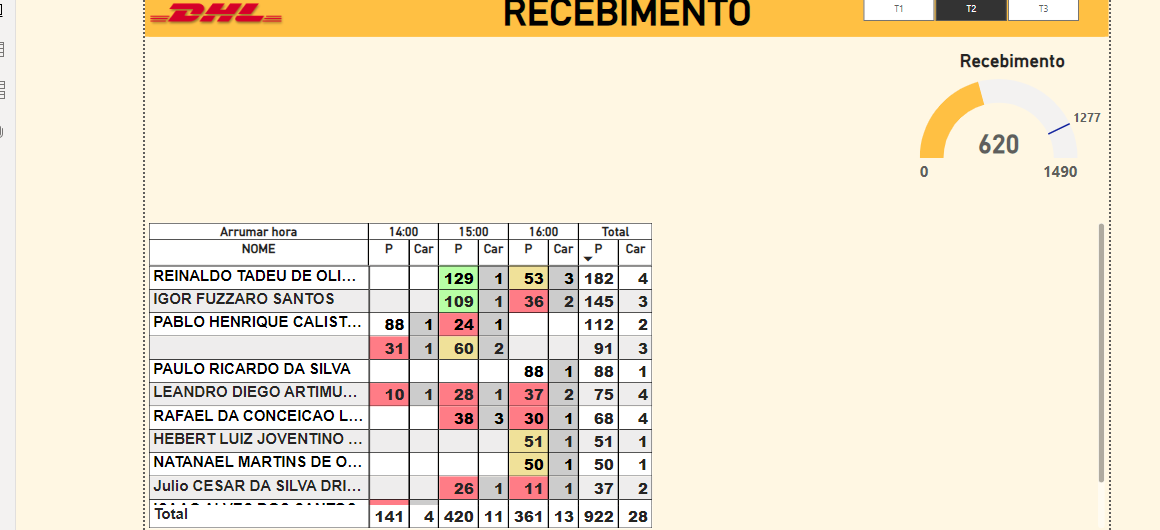 DHL
RECEBIMENTO
T1 T2 T3
Recebimento
1277
620
0 1490
Arrumar hora 14:00 15:00 16:00 Total
NOME P Car P Car P Car P Car
REINALDO TADEU DE OLI... 129 1 53 3 182 4
IGOR FUZZARO SANTOS 109 1 36 2 145 3
PABLO HENRIQUE CALIST... 88 1 24 1 112 2
31 1 60 2 91 3
PAULO RICARDO DA SILVA 88 1 88 1
LEANDRO DIEGO ARTIMU... 10 1 28 1 37 2 75 4
RAFAEL DA CONCEICAO L... 38 3 30 1 68 4
HEBERT LUIZ JOVENTINO ... 51 1 51 1
NATANAEL MARTINS DE O... 50 1 50 1
Julio CESAR DA SILVA DRI... 26 1 11 1 37 2
Total 141 4 420 11 361 13 922 28